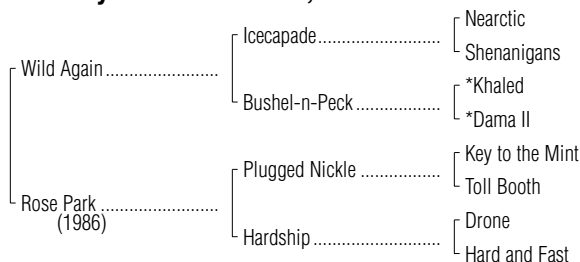 Nearctic
Icecapade
Shenanigans
Wild Again
*Khaled
Bushel-n-Peck
*Dama II
Key to the Mint
Plugged Nickle
Toll Booth
Rose Park
(1986)
Drone
Hardship
Hard and Fast